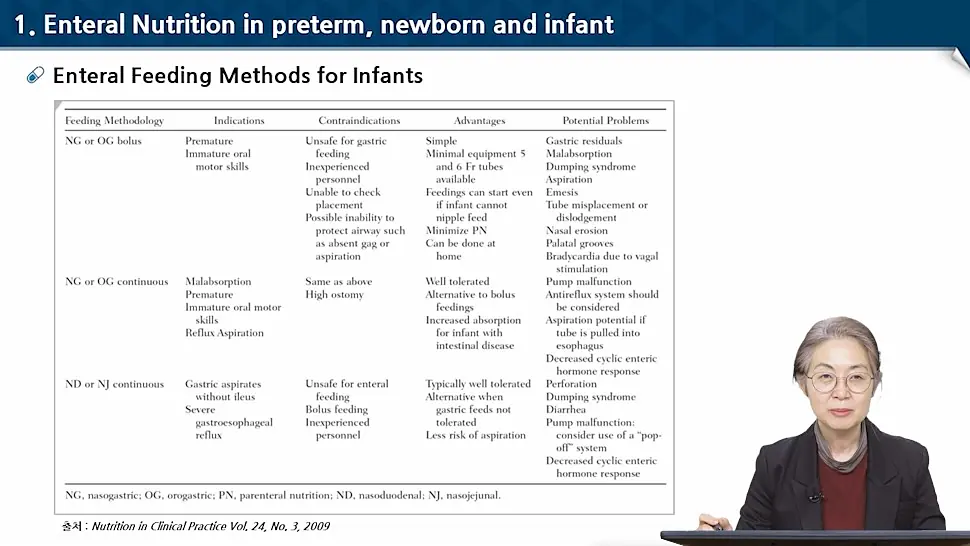 1. Enteral Nutrition in preterm, newborn and infant
Enteral Feeding Methods for Infants
Feeding Methodology Indications Contraindications Advantages Potential Problems
NG or OG bolus Premature Unsafe for gastric Simple Gastric residuals
Immature oral feeding Minimal equipment 5 Malabsorption
motor skills Inexperienced and 6 Fr tubes Dumping syndrome
personnel available Aspiration
Unable to check Feedings can start even Emesis
placement if infant cannot Tube misplacement or
Possible inability to nipple feed dislodgement
protect airway such Minimize PN Nasal erosion
as absent gag or Can be done at Palatal grooves
aspiration home Bradycardia due to vagal
stimulation
NG or OG continuous Malabsorption Same as above Well tolerated Pump malfunction
Premature High ostomy Alternative to bolus Antireflux system should
Immature oral motor feedings be considered
skills Increased absorption Aspiration potential if
Reflux Aspiration for infant with tube is pulled into
intestinal disease esophagus
Decreased cyclic enteric
hormone response
ND or NJ continuous Gastric aspirates Unsafe for enteral Typically well tolerated Perforation
without ileus feeding Alternative when Dumping syndrome
Severe Bolus feeding gastric feeds not Diarrhea
gastroesophageal Inexperienced tolerated Pump malfunction:
reflux personnel Less risk of aspiration consider use of a “pop-
off” system
Decreased cyclic enteric
hormone response
NG, nasogastric; OG, orogastric; PN, parenteral nutrition; ND, nasoduodenal; NJ, nasojejunal.
출처 : Nutrition in Clinical Practice Vol. 24, No. 3, 2009